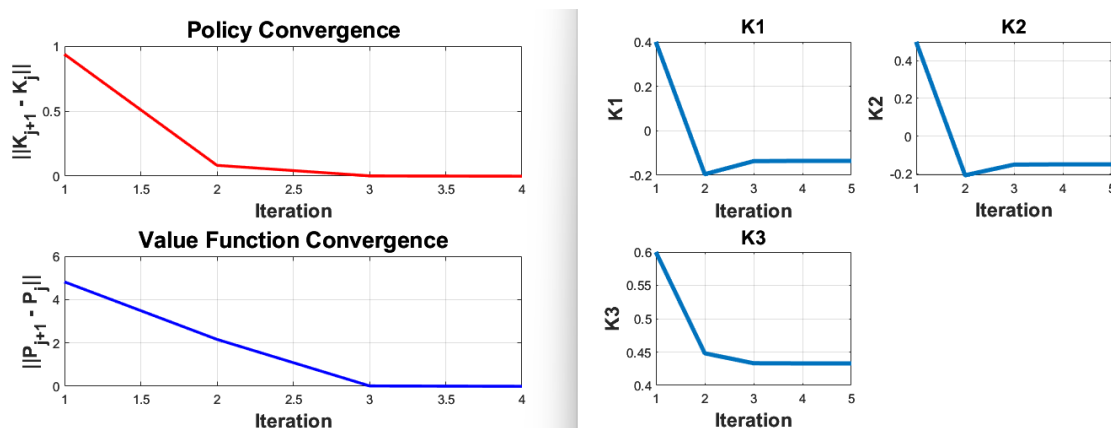 Policy Convergence
||K_{j+1} - K_j||
1
0.5
0
1 1.5 2 2.5 3 3.5 4
Iteration
Value Function Convergence
||P_{j+1} - P_j||
6
4
2
0
1 1.5 2 2.5 3 3.5 4
Iteration
K1
K1
0.4
0.2
0
-0.2
1 2 3 4 5
Iteration
K2
K2
0.4
0.2
0
-0.2
1 2 3 4 5
Iteration
K3
K3
0.6
0.55
0.5
0.45
0.4
1 2 3 4 5
Iteration